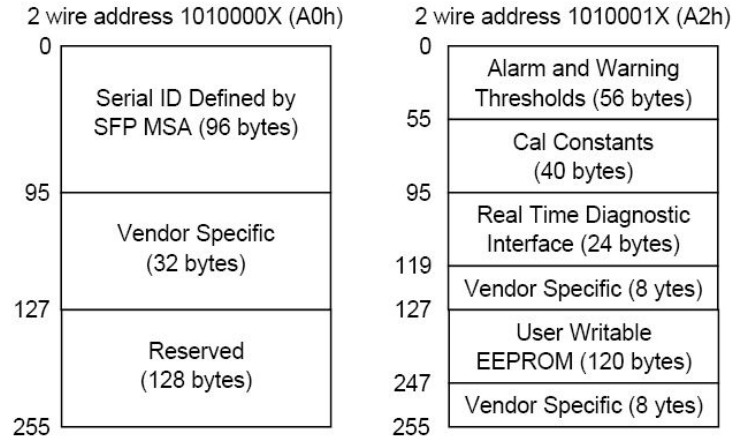 2 wire address 1010000X (A0h)
0
Serial ID Defined by
SFP MSA (96 bytes)
95
Vendor Specific
(32 bytes)
127
Reserved
(128 bytes)
255
2 wire address 1010001X (A2h)
0
Alarm and Warning
Thresholds (56 bytes)
55
Cal Constants
(40 bytes)
95
Real Time Diagnostic
Interface (24 bytes)
119
Vendor Specific (8 ytes)
127
User Writable
EEPROM (120 bytes)
247
Vendor Specific (8 ytes)
255